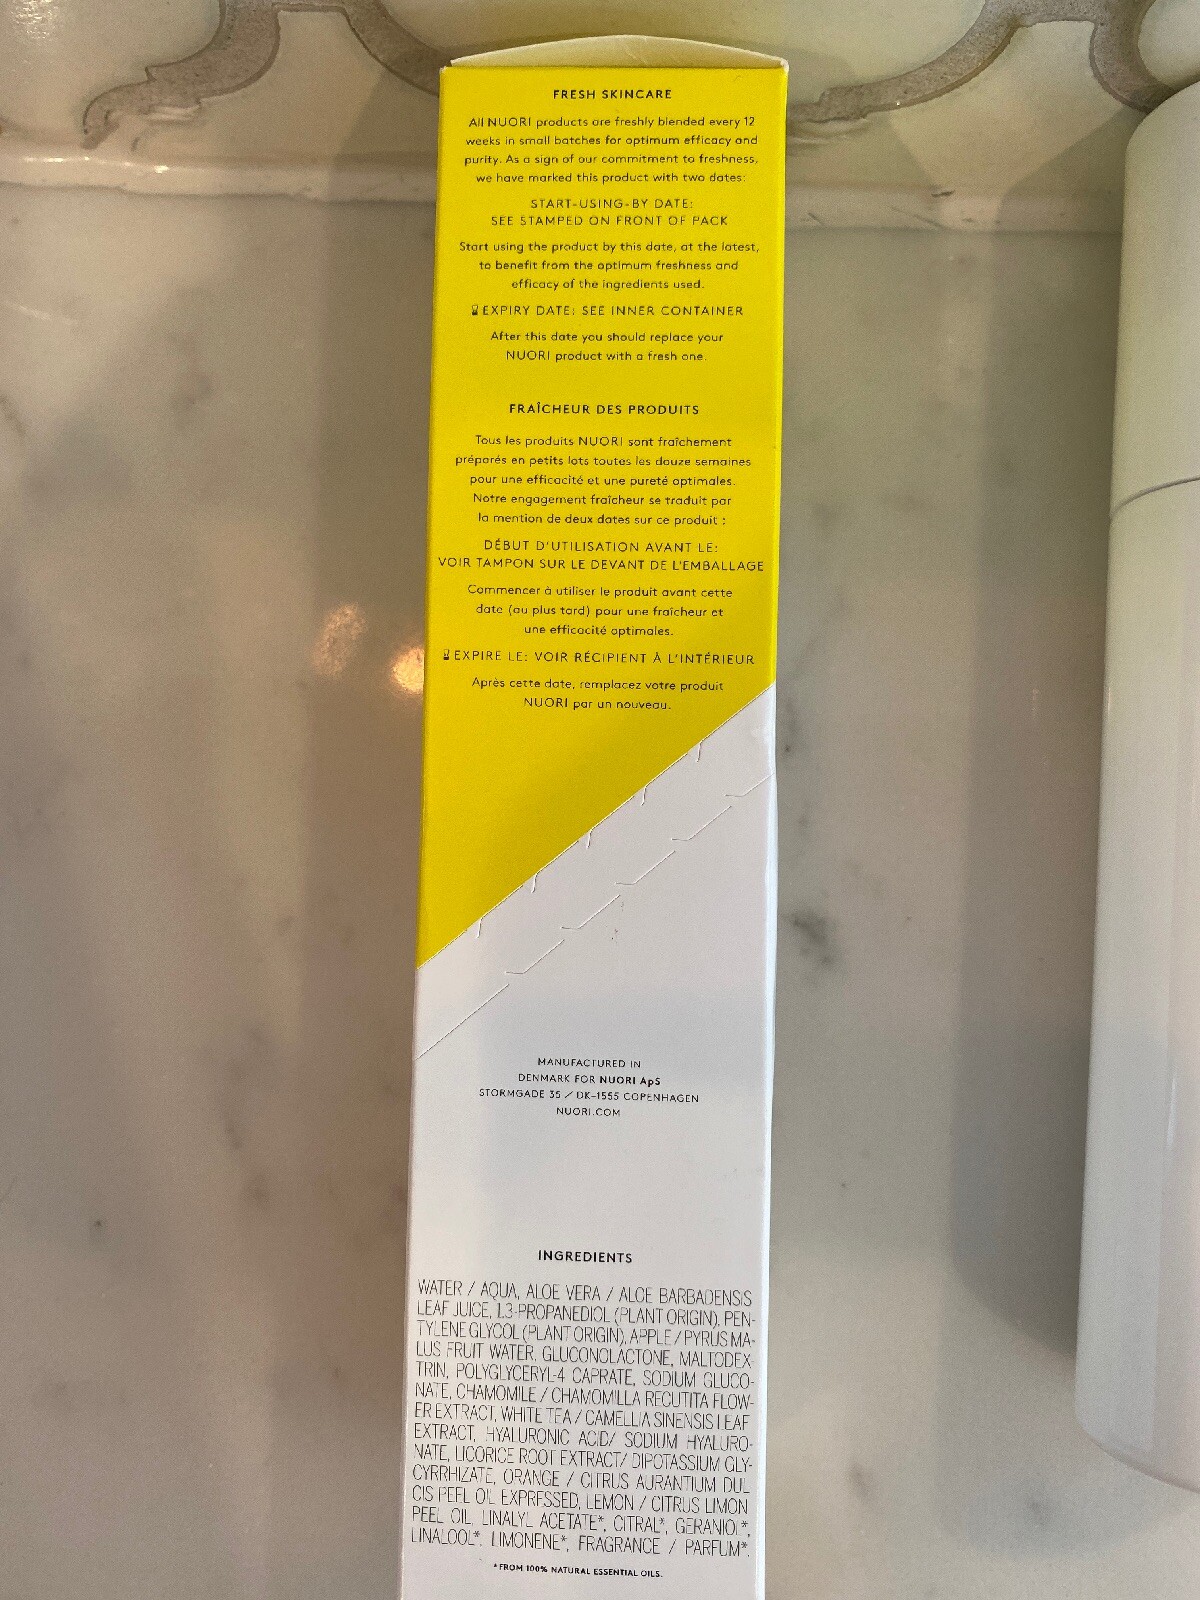 FRESH SKINCARE
All NUORI products are freshly blended every 12
weeks in small batches for optimum efficacy and
purity. As a sign of our commitment to freshness,
we have marked this product with two dates:
START-USING-BY DATE:
SEE STAMPED ON FRONT OF PACK
Start using the product by this date, at the latest,
to benefit from the optimum freshness and
efficacy of the ingredients used.
EXPIRY DATE: SEE INNER CONTAINER
After this date you should replace your
NUORI product with a fresh one.
FRAÎCHEUR DES PRODUITS
Tous les produits NUORI sont fraîchement
préparés en petits lots toutes les douze semaines
pour une efficacité et une pureté optimales.
Notre engagement fraîcheur se traduit par
la mention de deux dates sur ce produit :
DÉBUT D'UTILISATION AVANT LE:
VOIR TAMPON SUR LE DEVANT DE L'EMBALLAGE
Commencer à utiliser le produit avant cette
date (au plus tard) pour une fraîcheur et
une efficacité optimales.
EXPIRE LE: VOIR RÉCIPIENT À L'INTÉRIEUR
Après cette date, remplacez votre produit
NUORI par un nouveau.
MANUFACTURED IN
DENMARK FOR NUORI ApS
STORMGADE 35 / DK-1555 COPENHAGEN
NUORI.COM
INGREDIENTS
WATER / AQUA, ALOE VERA / ALOE BARBADENSIS
LEAF JUICE, 1,3-PROPANEDIOL (PLANT ORIGIN), PEN-
TYLENE GLYCOL (PLANT ORIGIN), APPLE / PYRUS MA-
LUS FRUIT WATER, GLUCONOLACTONE, MALTODEX-
TRIN, POLYGLYCERYL-4 CAPRATE, SODIUM GLUCO-
NATE, CHAMOMILE / CHAMOMILLA RECUTITA FLOW-
ER EXTRACT, WHITE TEA / CAMELLIA SINENSIS LEAF
EXTRACT, HYALURONIC ACID/ SODIUM HYALURO-
NATE, LICORICE ROOT EXTRACT/ DIPOTASSIUM GLY-
CYRRHIZATE, ORANGE / CITRUS AURANTIUM DUL
CIS PEEL OIL EXPRESSED, LEMON / CITRUS LIMON
PEEL OIL, LINALYL ACETATE*, CITRAL*, GERANIOL*,
LINALOOL*, LIMONENE*, FRAGRANCE / PARFUM*.
*FROM 100% NATURAL ESSENTIAL OILS.